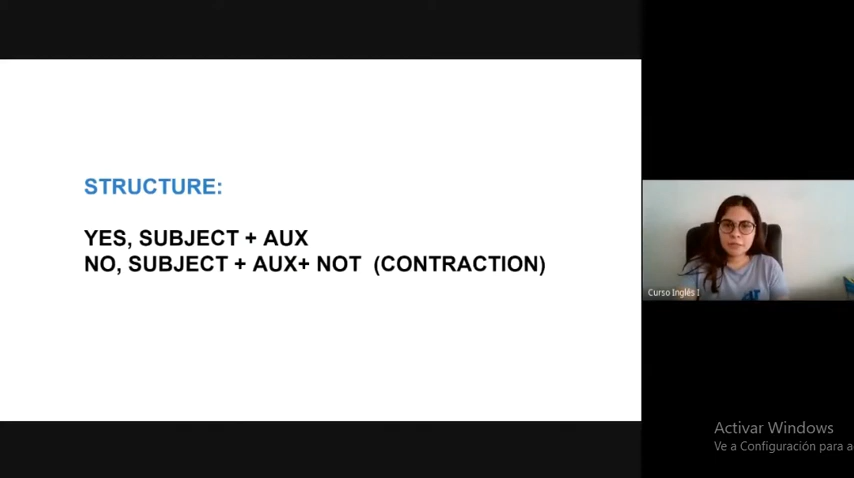 STRUCTURE:
YES, SUBJECT + AUX
NO, SUBJECT + AUX+ NOT (CONTRACTION)
Curso Inglés I
Activar Windows
Ve a Configuración para a